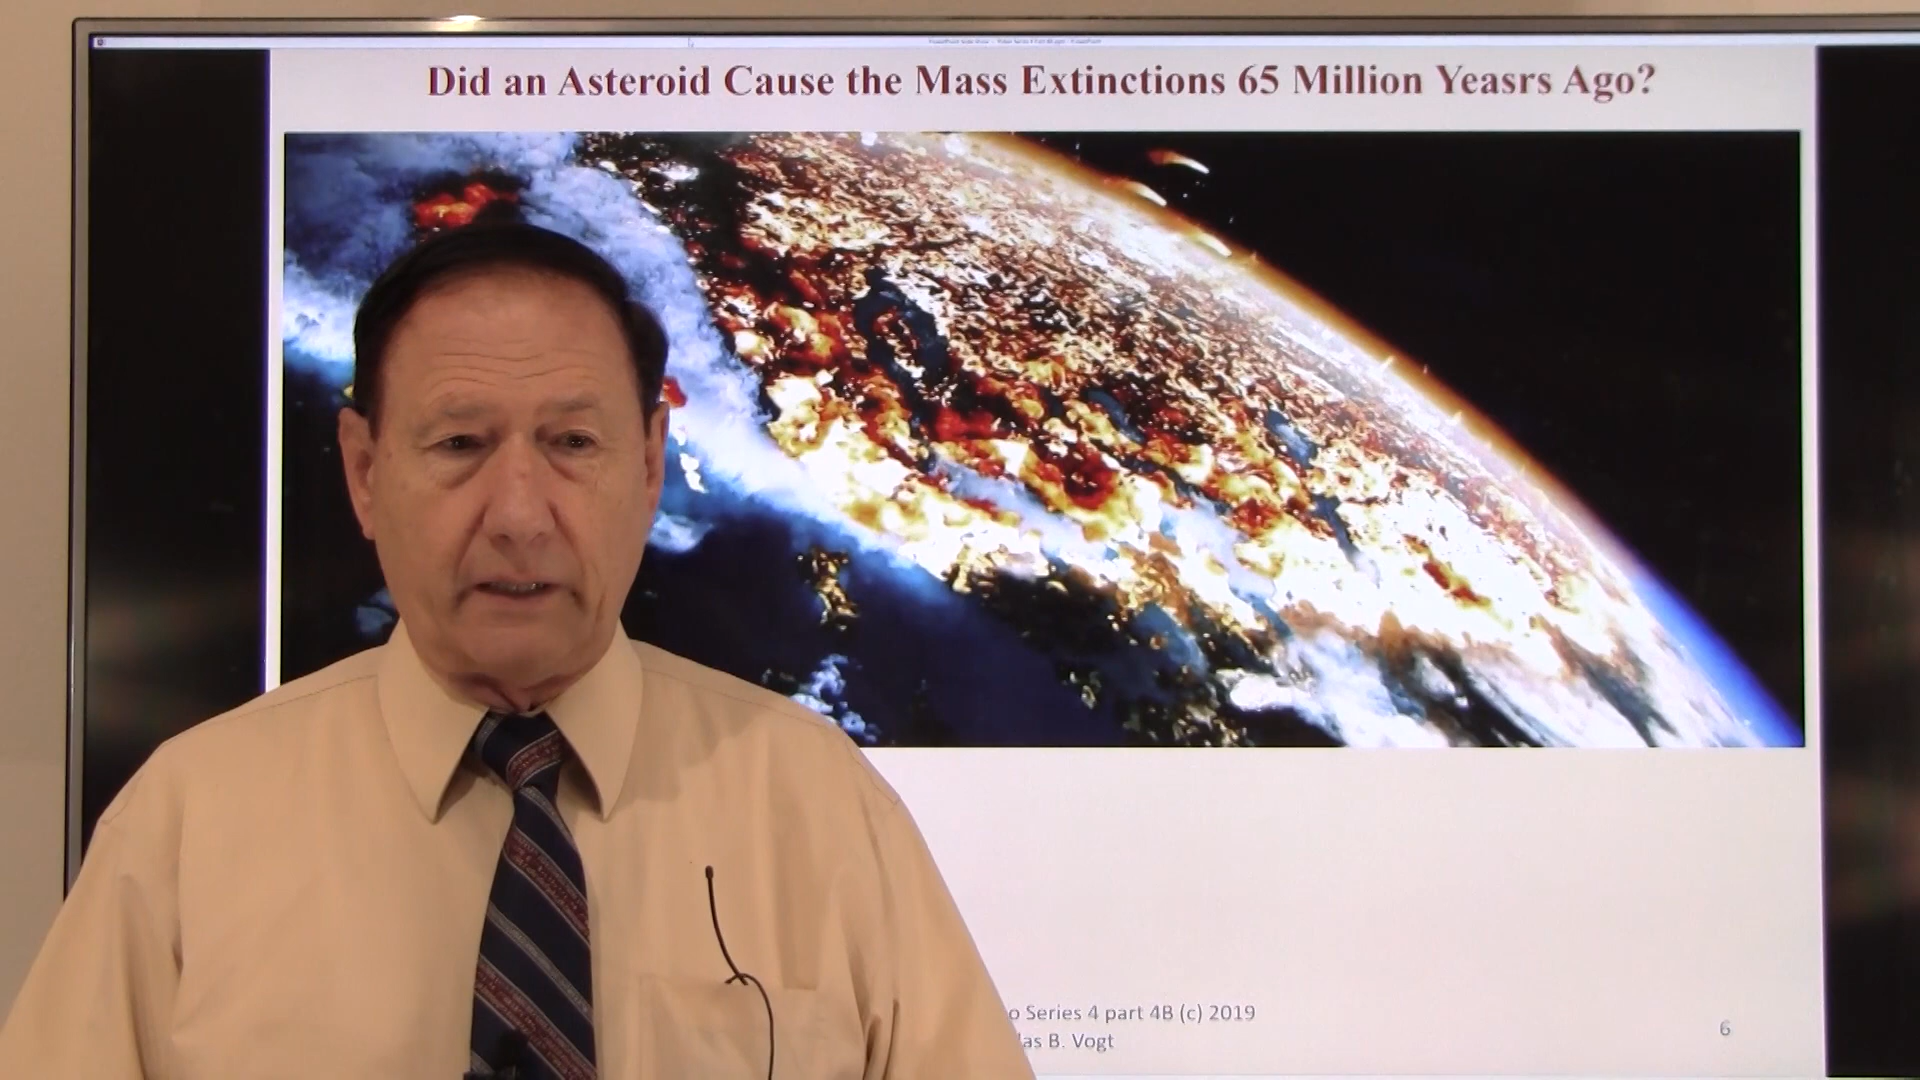 Did an Asteroid Cause the Mass Extinctions 65 Million Yeasrs Ago?
o Series 4 part 4B (c) 2019
las B. Vogt
6